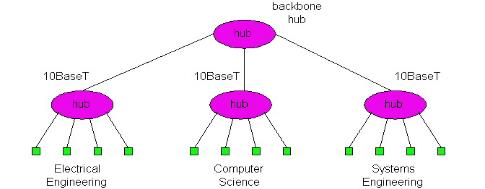 backbone
hub
hub
10BaseT
10BaseT
10BaseT
hub
hub
hub
Electrical
Engineering
Computer
Science
Systems
Engineering